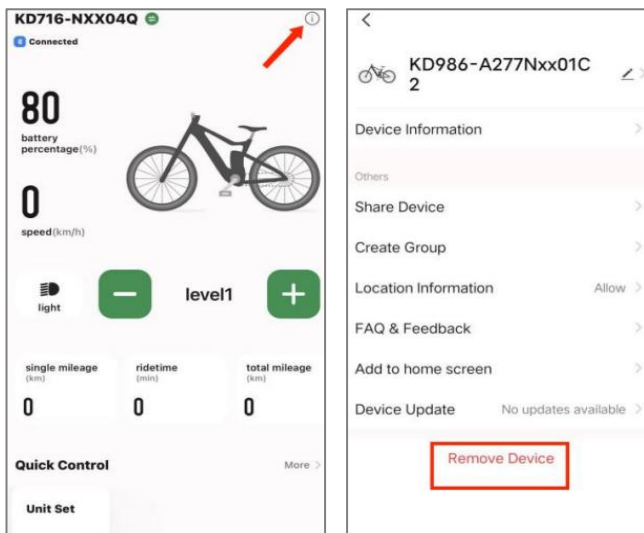 KD716-NXX04Q
Connected
80
battery
percentage(%)
0
speed(km/h)
light
level1
single mileage
(km)
0
ridetime
(min)
0
total mileage
(km)
0
Quick Control
More >
Unit Set
KD986-A277Nxx01C
2
Device Information
Others
Share Device
Create Group
Location Information Allow
FAQ & Feedback
Add to home screen
Device Update No updates available
Remove Device